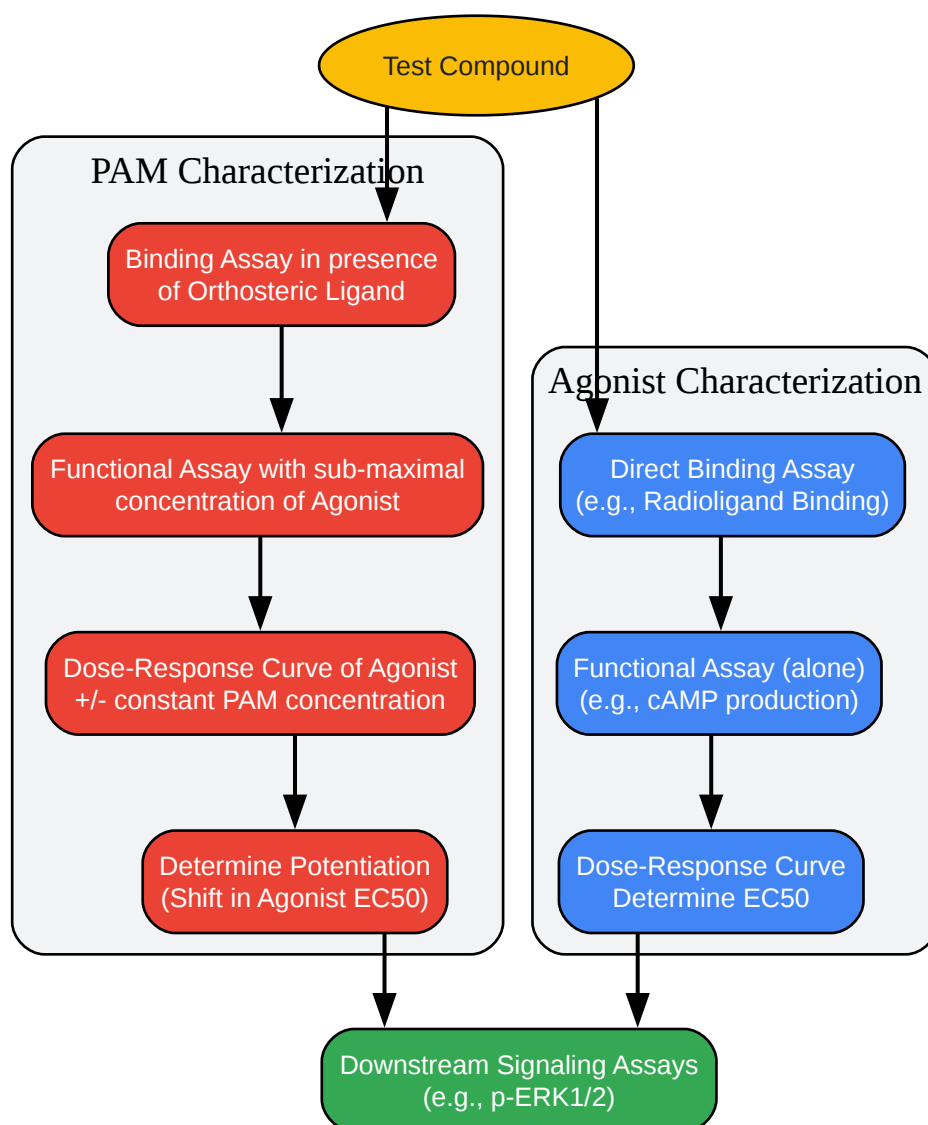 Test Compound
PAM Characterization
Binding Assay in presence
of Orthosteric Ligand
Functional Assay with sub-maximal
concentration of Agonist
Dose-Response Curve of Agonist
+/- constant PAM concentration
Determine Potentiation
(Shift in Agonist EC50)
Agonist Characterization
Direct Binding Assay
(e.g., Radioligand Binding)
Functional Assay (alone)
(e.g., cAMP production)
Dose-Response Curve
Determine EC50
Downstream Signaling Assays
(e.g., p-ERK1/2)